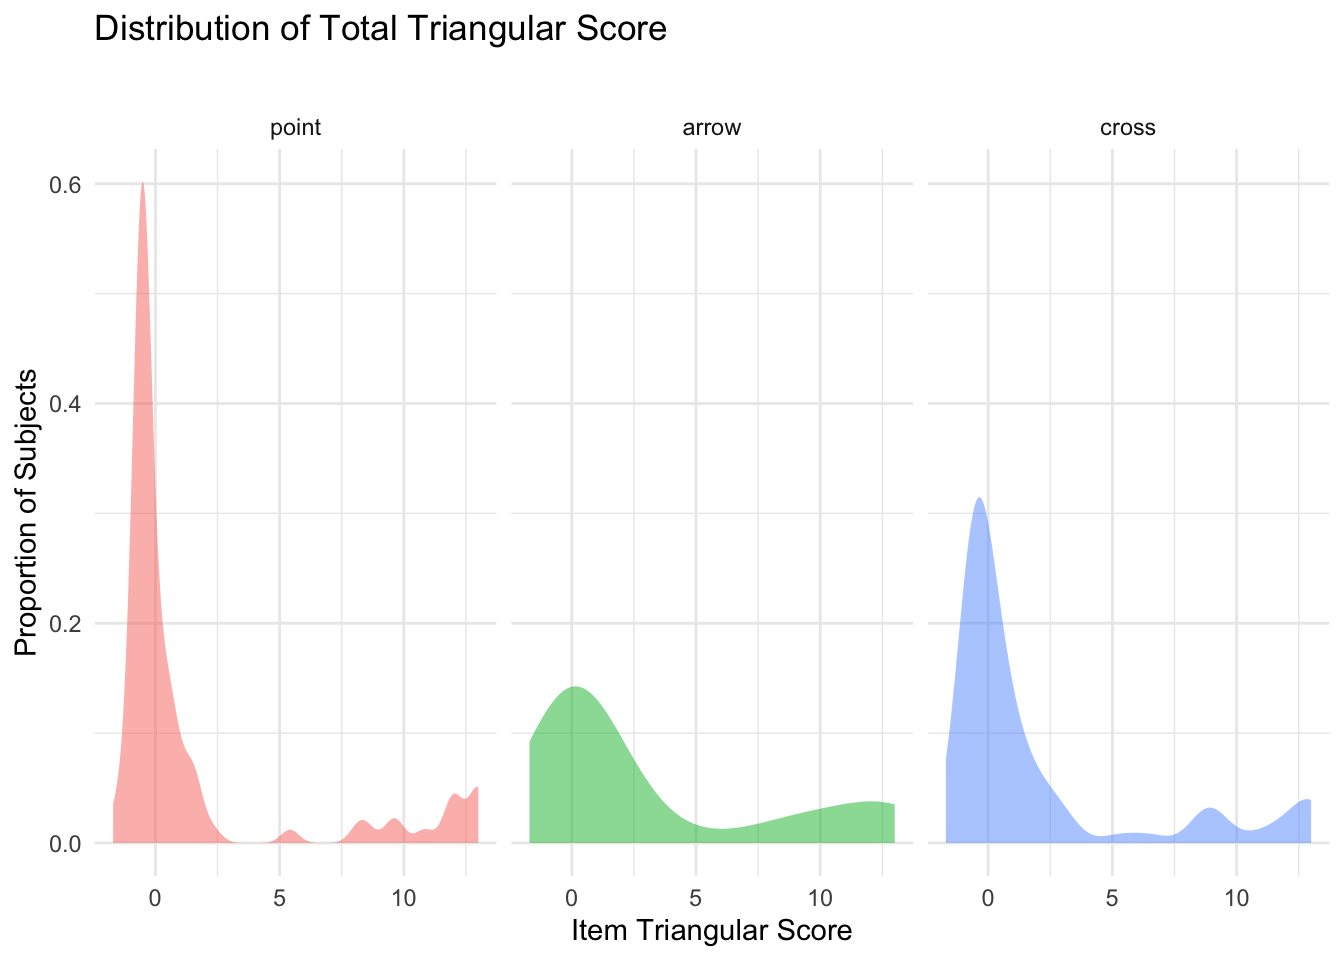 Distribution of Total Triangular Score
point
arrow
cross
0.6
0.4
0.2
0.0
Proportion of Subjects
0 5 10
0 5 10
0 5 10
Item Triangular Score